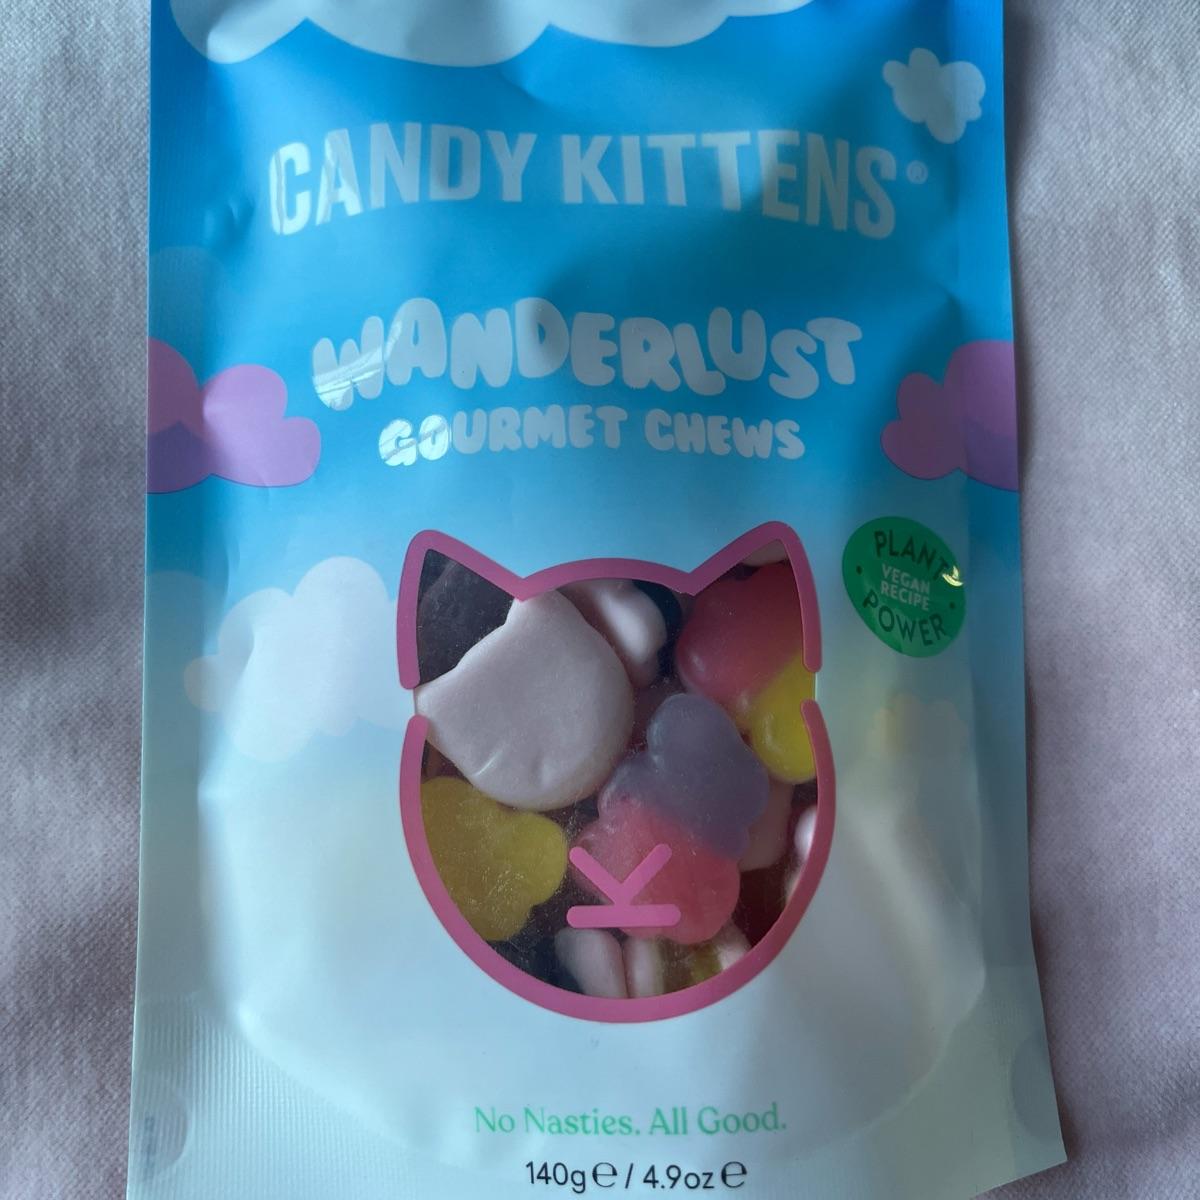 CANDY KITTENS®
WANDERLUST
GOURMET CHEWS
PLANT
VEGAN
RECIPE
POWER
K
No Nasties. All Good.
140g℮ / 4.9oz℮